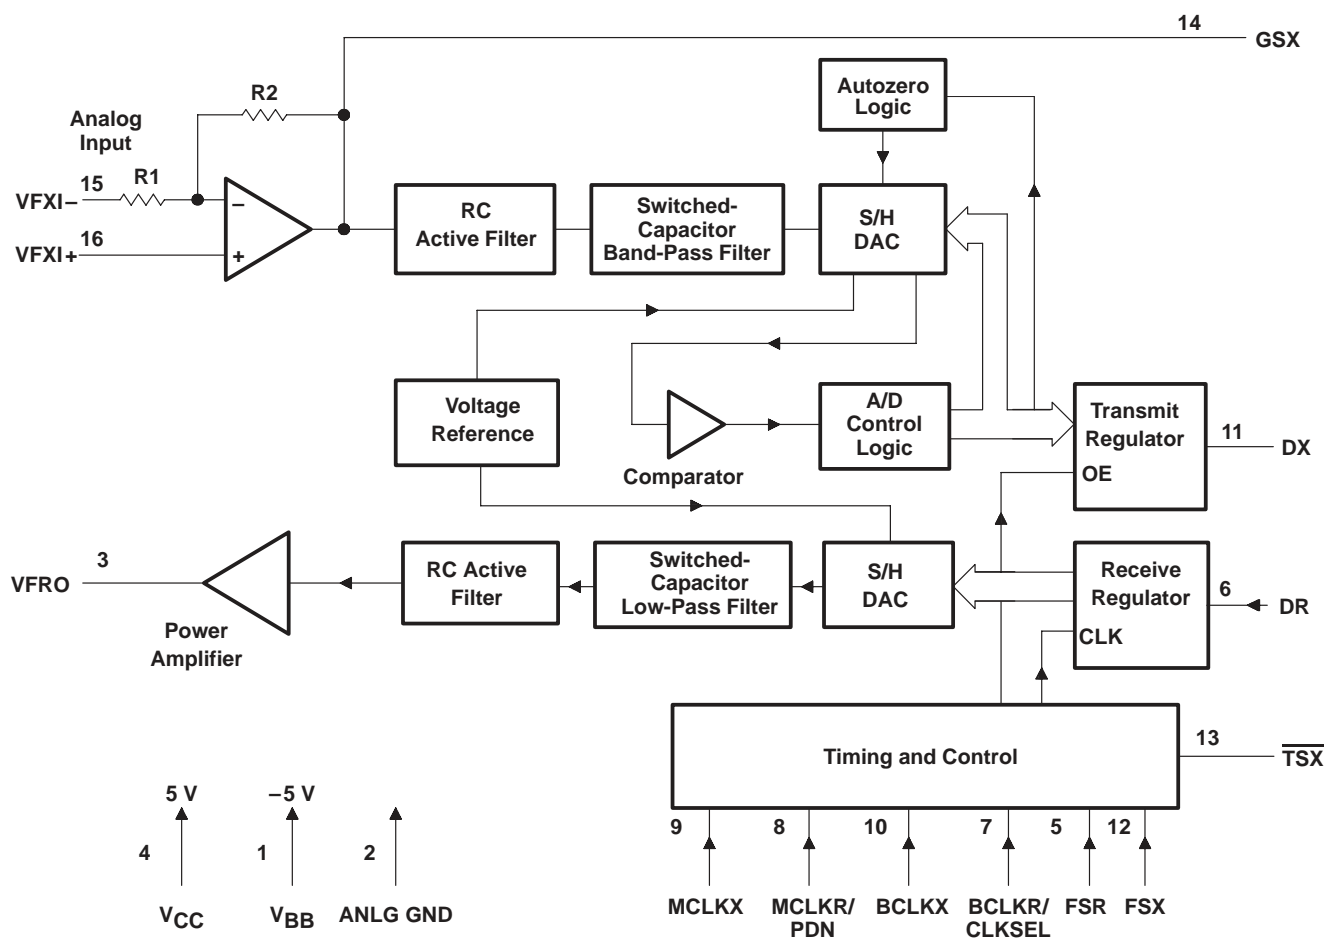 14
GSX
R2
Autozero
Logic
Analog
Input
15
R1
VFXI–
–
16
VFXI+
+
RC
Active Filter
Switched-
Capacitor
Band-Pass Filter
S/H
DAC
Voltage
Reference
Comparator
A/D
Control
Logic
Transmit
Regulator
OE
11
DX
3
VFRO
Power
Amplifier
RC Active
Filter
Switched-
Capacitor
Low-Pass Filter
S/H
DAC
Receive
Regulator
CLK
6
DR
Timing and Control
13
TSX
5 V
–5 V
4
1
2
VCC
VBB
ANLG GND
9
8
10
7
5
12
MCLKX
MCLKR/
PDN
BCLKX
BCLKR/
CLKSEL
FSR
FSX